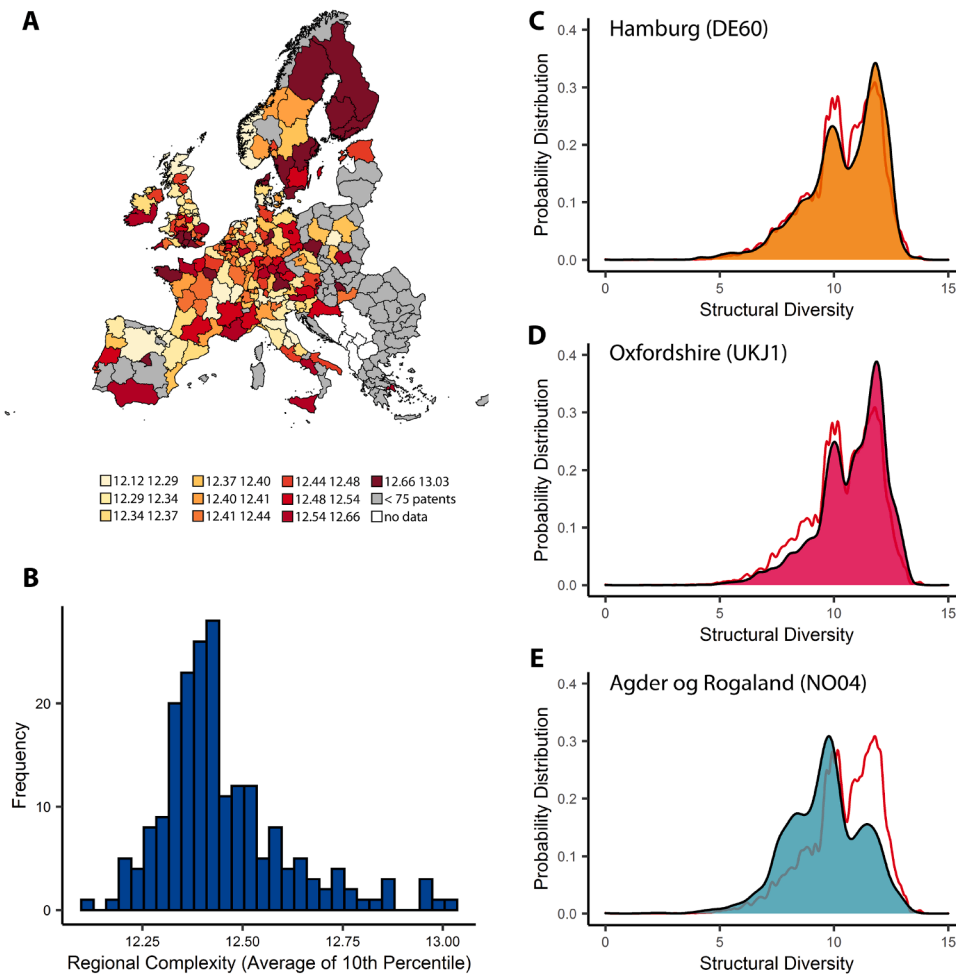 A
12.12 12.29
12.29 12.34
12.34 12.37
12.37 12.40
12.40 12.41
12.41 12.44
12.44 12.48
12.48 12.54
12.54 12.66
12.66 13.03
< 75 patents
no data
B
Frequency
20
10
0
12.25 12.50 12.75 13.00
Regional Complexity (Average of 10th Percentile)
C
Hamburg (DE60)
Probability Distribution
0.3
0.2
0.1
0.0
0 5 10 15
Structural Diversity
D
Oxfordshire (UKJ1)
Probability Distribution
0.4
0.3
0.2
0.1
0.0
0 5 10 15
Structural Diversity
E
Agder og Rogaland (NO04)
Probability Distribution
0.4
0.3
0.2
0.1
0.0
0 5 10 15
Structural Diversity